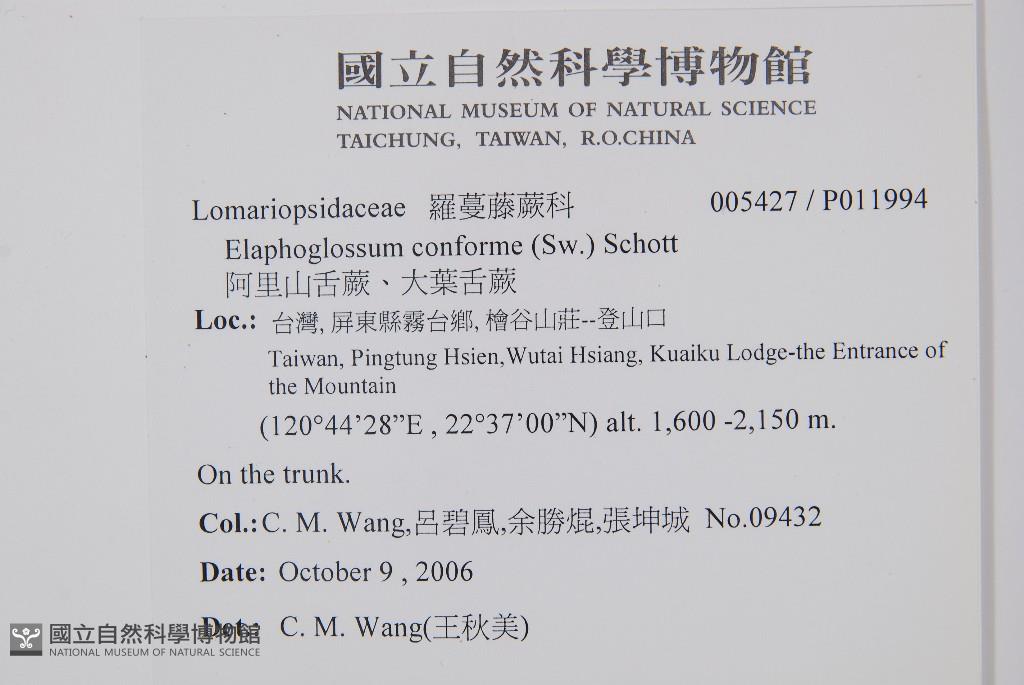 國立自然科學博物館
NATIONAL MUSEUM OF NATURAL SCIENCE
TAICHUNG, TAIWAN, R.O.CHINA
Lomariopsidaceae 羅蔓藤蕨科 005427 / P011994
Elaphoglossum conforme (Sw.) Schott
阿里山舌蕨、大葉舌蕨
Loc.: 台灣, 屏東縣霧台鄉, 檜谷山莊--登山口
Taiwan, Pingtung Hsien,Wutai Hsiang, Kuaiku Lodge-the Entrance of
the Mountain
(120°44’28”E , 22°37’00”N) alt. 1,600 -2,150 m.
On the trunk.
Col.: C. M. Wang,呂碧鳳,余勝焜,張坤城 No.09432
Date: October 9 , 2006
Det.: C. M. Wang(王秋美)
國立自然科學博物館
NATIONAL MUSEUM OF NATURAL SCIENCE